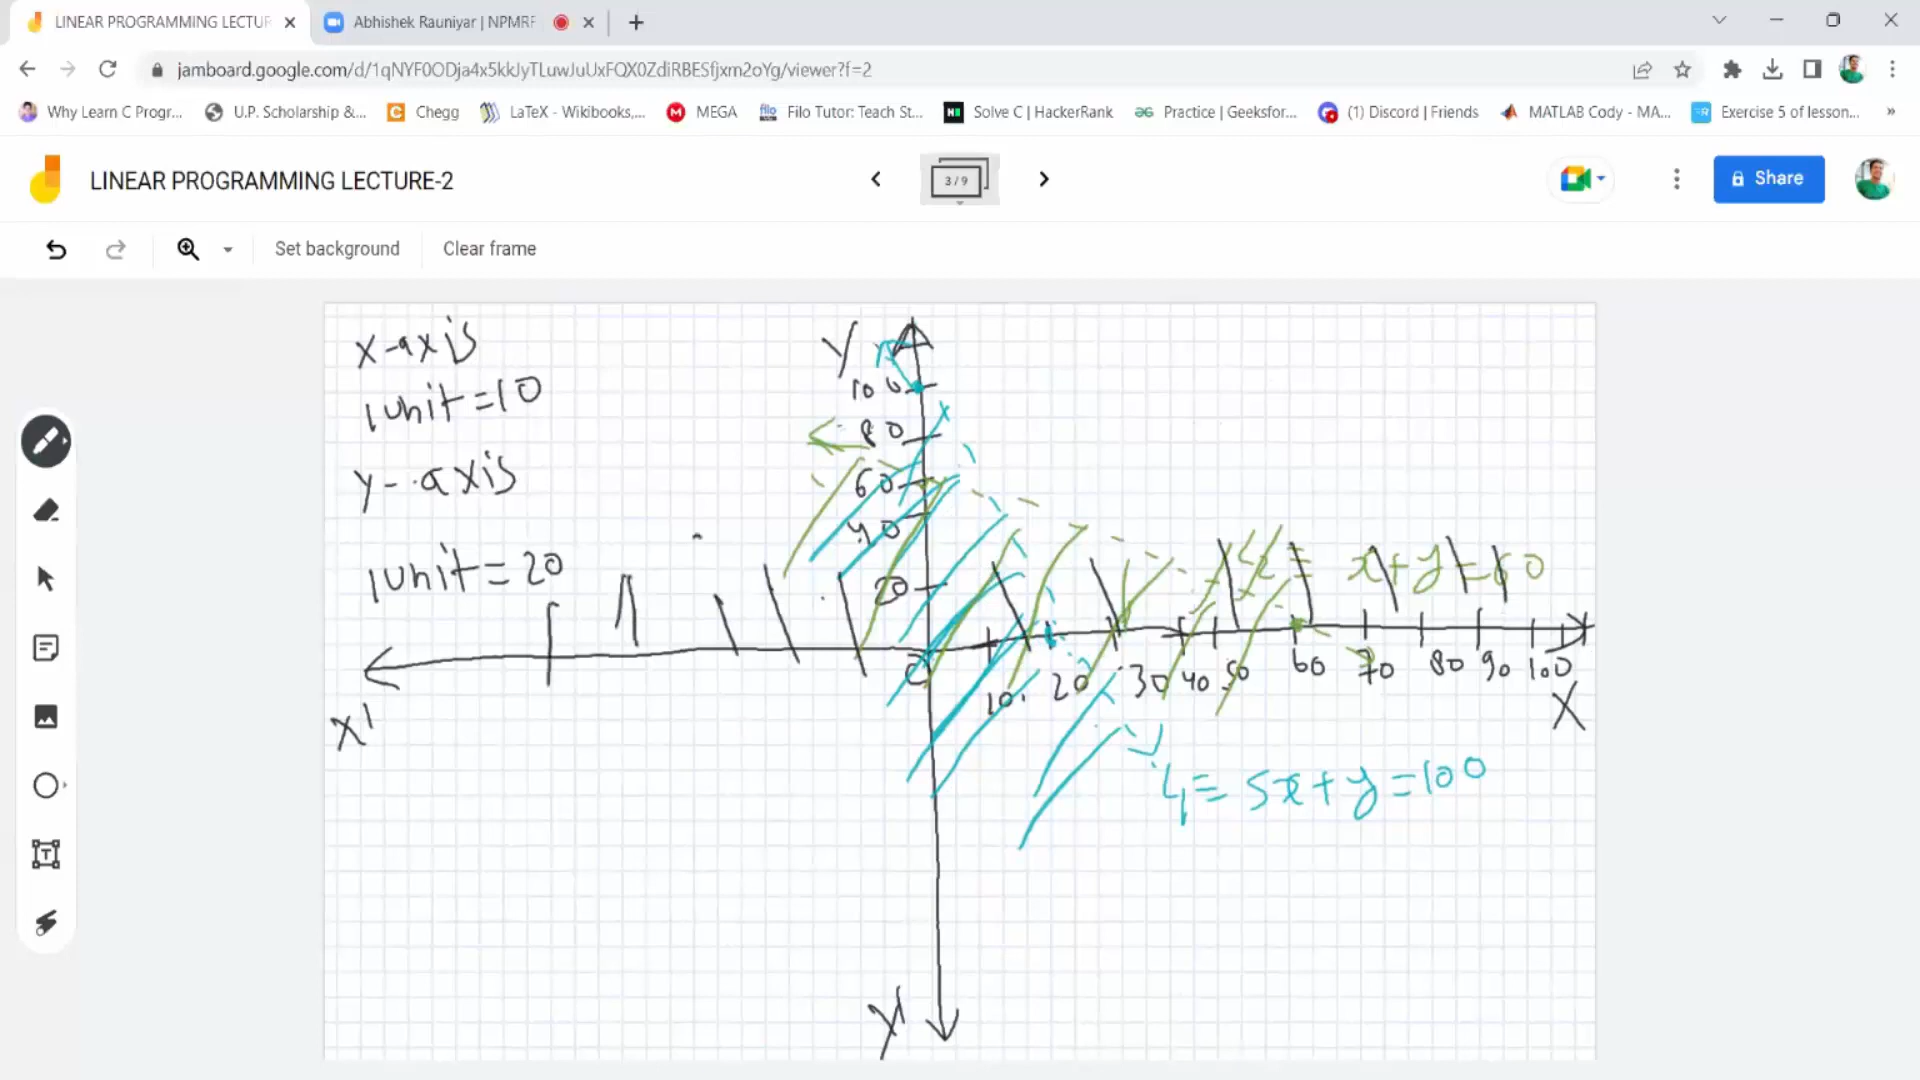 LINEAR PROGRAMMING LECTUR
Abhishek Rauniyar | NPMRF
jamboard.google.com/d/1qNYF0ODja4x5kkJyTLuwJuUxFQX0ZdiRBESfjxm2oYg/viewer?f=2
Why Learn C Progr... U.P. Scholarship &... Chegg LaTeX - Wikibooks,... MEGA Filo Tutor: Teach St... Solve C | HackerRank Practice | Geeksfor... (1) Discord | Friends MATLAB Cody - MA... Exercise 5 of lesson... »
LINEAR PROGRAMMING LECTURE-2
3 / 9
Share
Set background Clear frame
x-axis
1unit=10
y-axis
1unit=20
Y
100
80
60
40
20
O
10 20 30 40 50 60 70 80 90 100
X
X'
Y'
x+y=60
5x+y=100